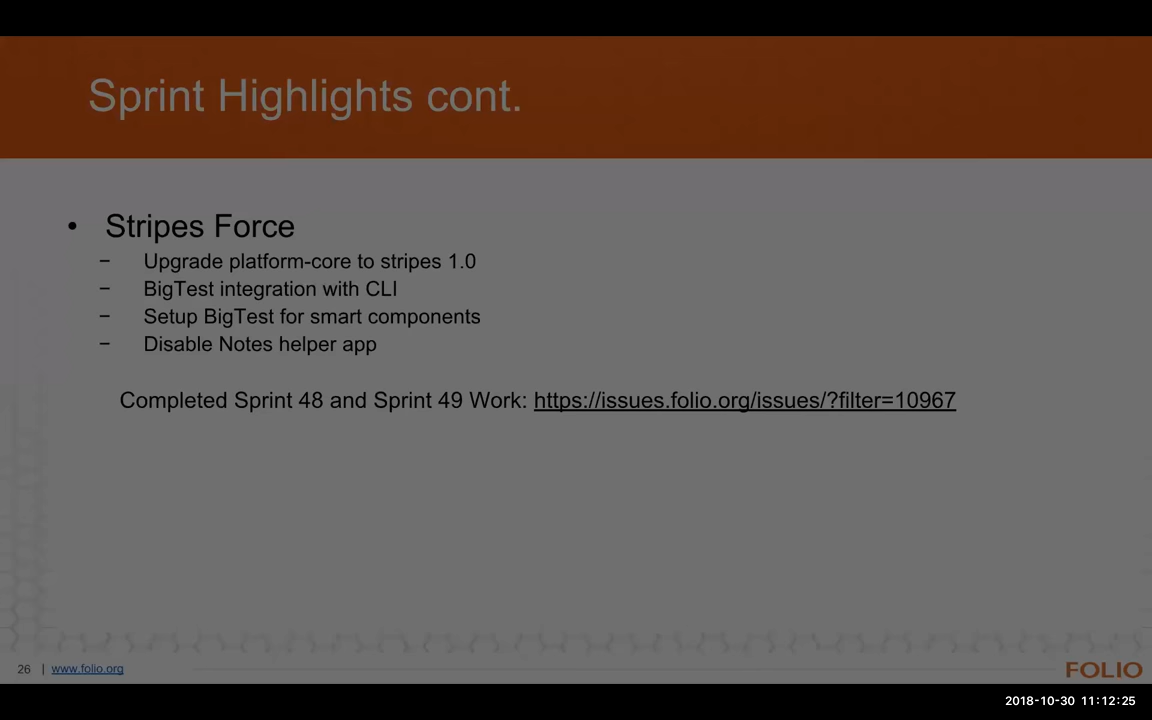 Sprint Highlights cont.
• Stripes Force
− Upgrade platform-core to stripes 1.0
− BigTest integration with CLI
− Setup BigTest for smart components
− Disable Notes helper app
Completed Sprint 48 and Sprint 49 Work: https://issues.folio.org/issues/?filter=10967
26 | www.folio.org
FOLIO
2018-10-30 11:12:25